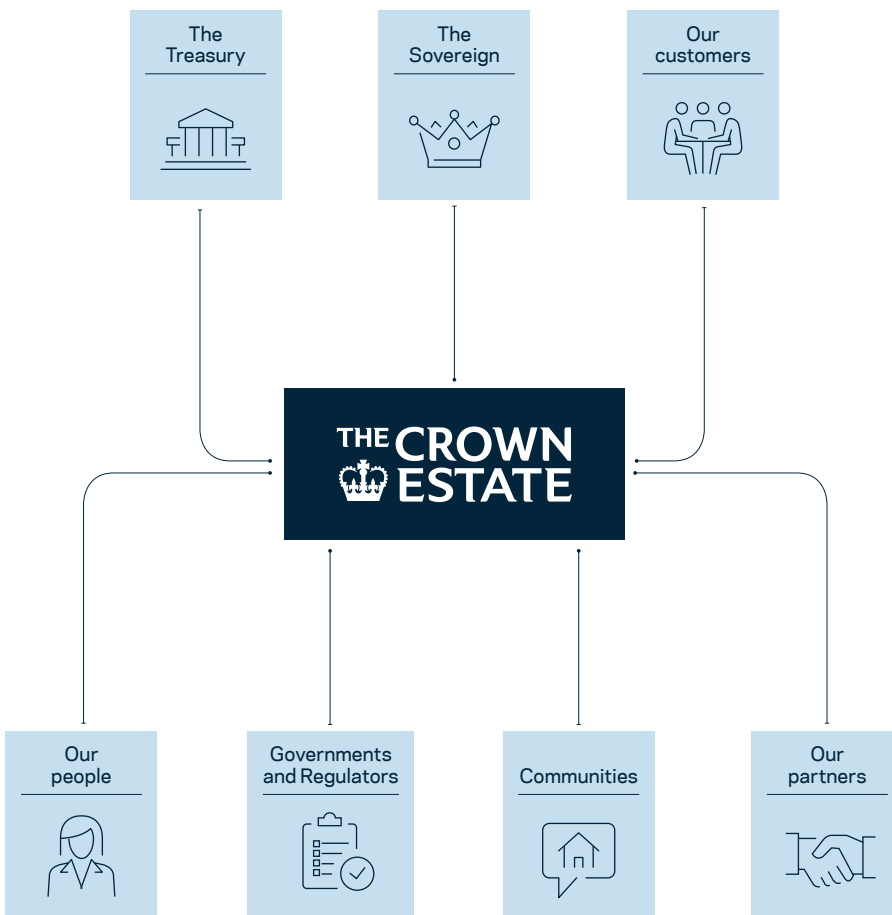 The
Treasury
The
Sovereign
Our
customers
THE CROWN
ESTATE
Our
people
Governments
and Regulators
Communities
Our
partners